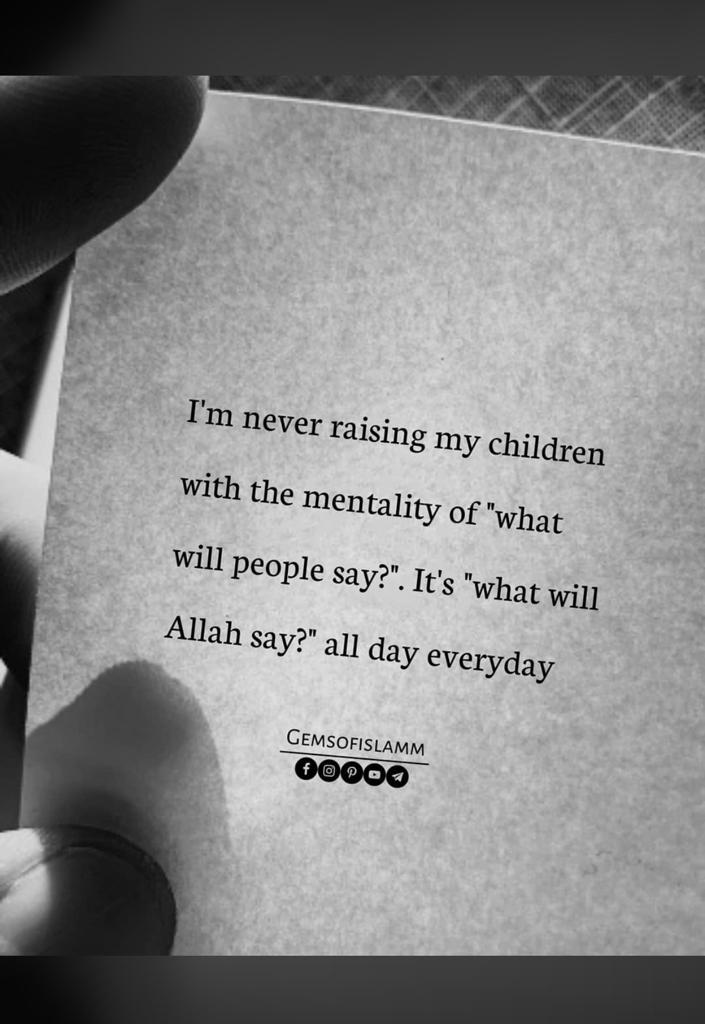 I'm never raising my children
with the mentality of "what
will people say?". It's "what will
Allah say?" all day everyday
GEMSOFISLAMM